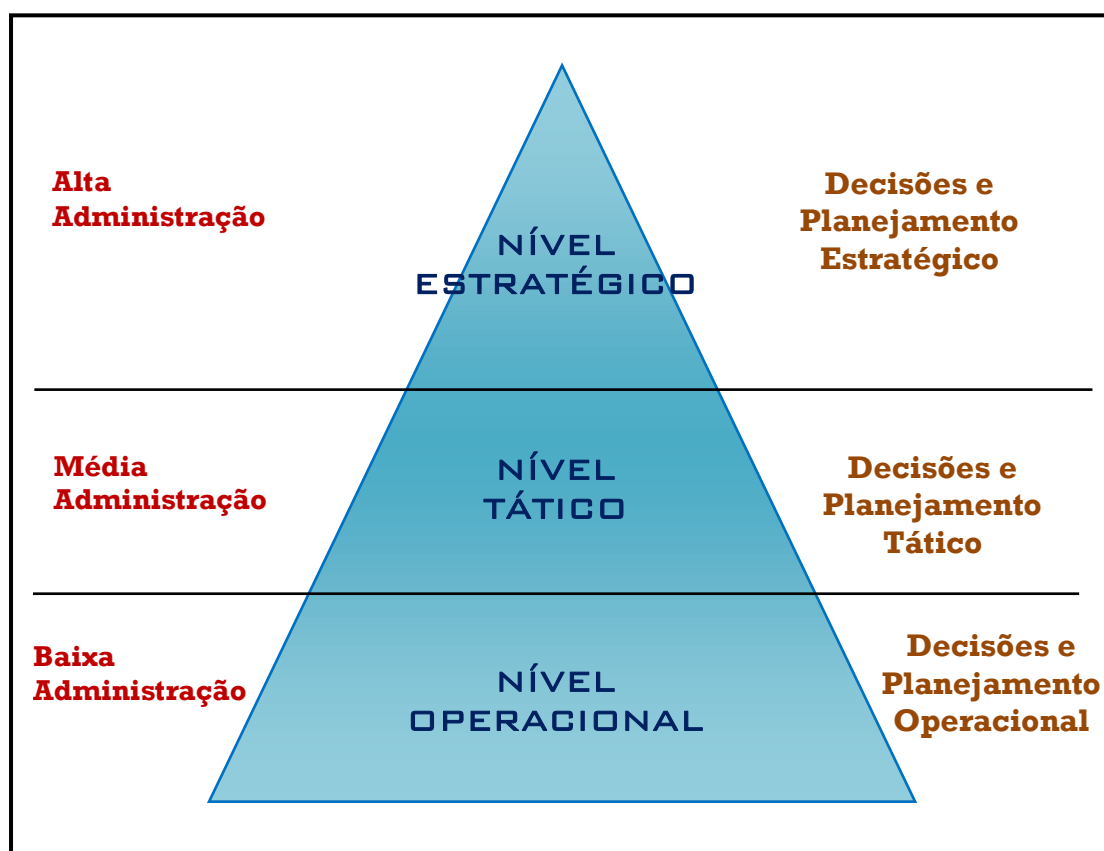 Alta
Administração
NÍVEL
ESTRATÉGICO
Decisões e
Planejamento
Estratégico
Média
Administração
NÍVEL
TÁTICO
Decisões e
Planejamento
Tático
Baixa
Administração
NÍVEL
OPERACIONAL
Decisões e
Planejamento
Operacional